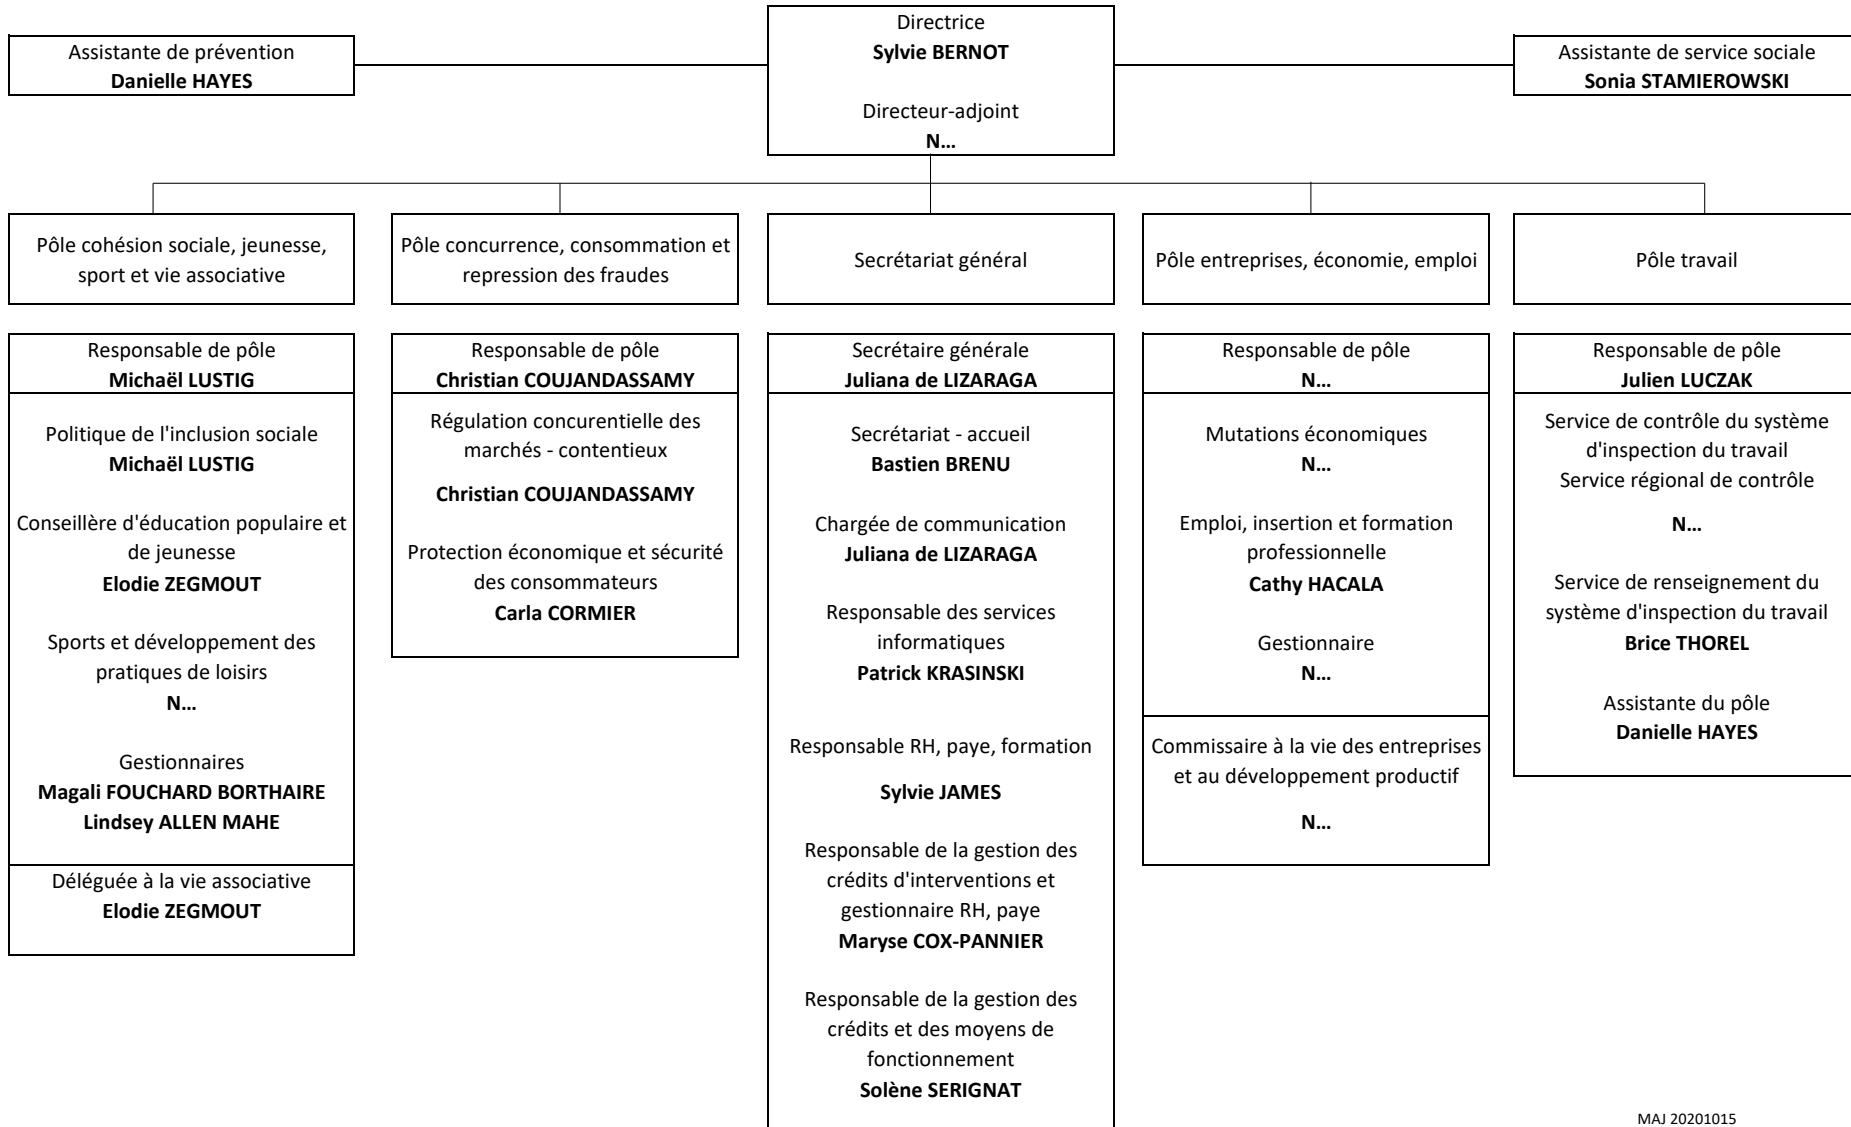 Directrice
Sylvie BERNOT
Directeur-adjoint
N...
Assistante de prévention
Danielle HAYES
Assistante de service sociale
Sonia STAMIEROWSKI
Pôle cohésion sociale, jeunesse,
sport et vie associative
Pôle concurrence, consommation et
repression des fraudes
Secrétariat général
Pôle entreprises, économie, emploi
Pôle travail
Responsable de pôle
Michaël LUSTIG
Politique de l'inclusion sociale
Michaël LUSTIG
Conseillère d'éducation populaire et
de jeunesse
Elodie ZEGMOUT
Sports et développement des
pratiques de loisirs
N...
Gestionnaires
Magali FOUCHARD BORTHAIRE
Lindsey ALLEN MAHE
Déléguée à la vie associative
Elodie ZEGMOUT
Responsable de pôle
Christian COUJANDASSAMY
Régulation concurentielle des
marchés - contentieux
Christian COUJANDASSAMY
Protection économique et sécurité
des consommateurs
Carla CORMIER
Secrétaire générale
Juliana de LIZARAGA
Secrétariat - accueil
Bastien BRENU
Chargée de communication
Juliana de LIZARAGA
Responsable des services
informatiques
Patrick KRASINSKI
Responsable RH, paye, formation
Sylvie JAMES
Responsable de la gestion des
crédits d'interventions et
gestionnaire RH, paye
Maryse COX-PANNIER
Responsable de la gestion des
crédits et des moyens de
fonctionnement
Solène SERIGNAT
Responsable de pôle
N...
Mutations économiques
N...
Emploi, insertion et formation
professionnelle
Cathy HACALA
Gestionnaire
N...
Commissaire à la vie des entreprises
et au développement productif
N...
Responsable de pôle
Julien LUCZAK
Service de contrôle du système
d'inspection du travail
Service régional de contrôle
N...
Service de renseignement du
système d'inspection du travail
Brice THOREL
Assistante du pôle
Danielle HAYES
MAJ 20201015